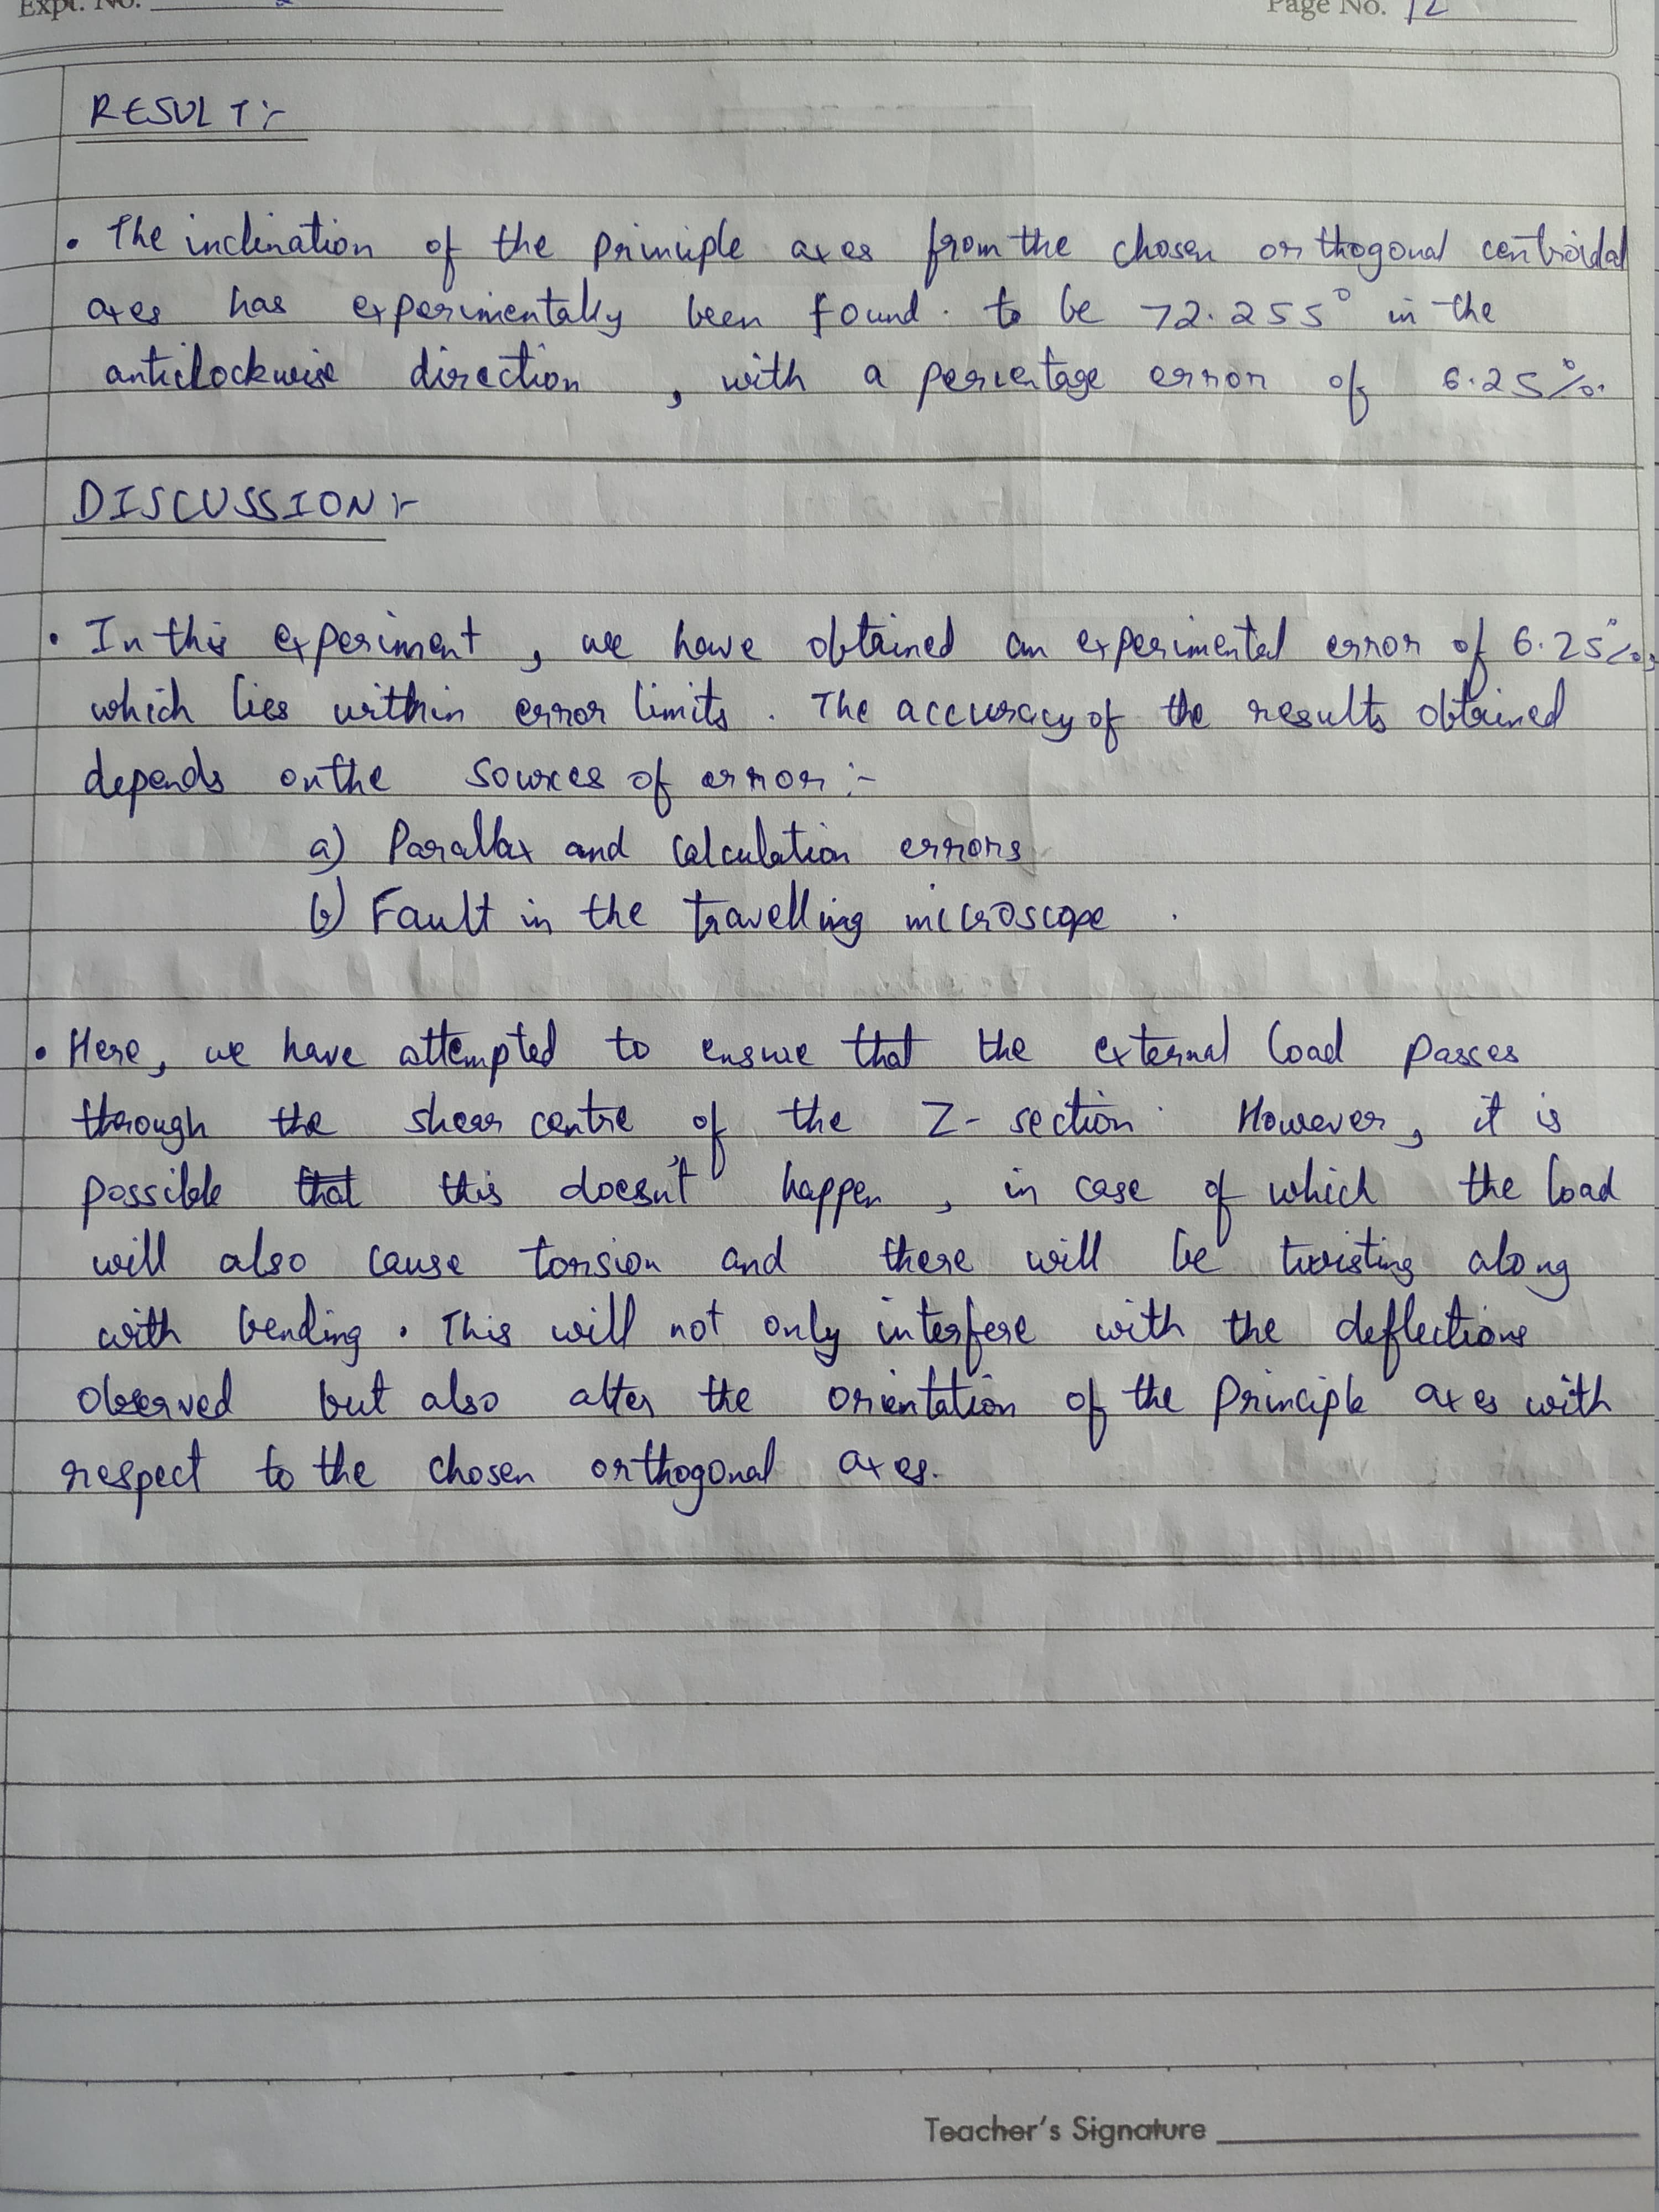 Expt. No.
Page No. 12
RESULT :-
• The inclination of the principle axes from the chosen orthogonal centroidal
axes has experimentally been found. to be 72.255° in the
anticlockwise direction , with a percentage error of 6.25%.
DISCUSSION :-
• In this experiment , we have obtained an experimental error of 6.25%,
which lies within error limits. The accuracy of the results obtained
depends on the sources of error :-
a) Parallax and calculation errors
b) Fault in the travelling microscope .
• Here, we have attempted to ensure that the external load passes
through the shear centre of the Z-section. However, it is
possible that this doesn't happen , in case of which the load
will also cause torsion and there will be twisting along
with bending. This will not only interfere with the deflections
observed but also alter the orientation of the principle axes with
respect to the chosen orthogonal axes.
Teacher's Signature